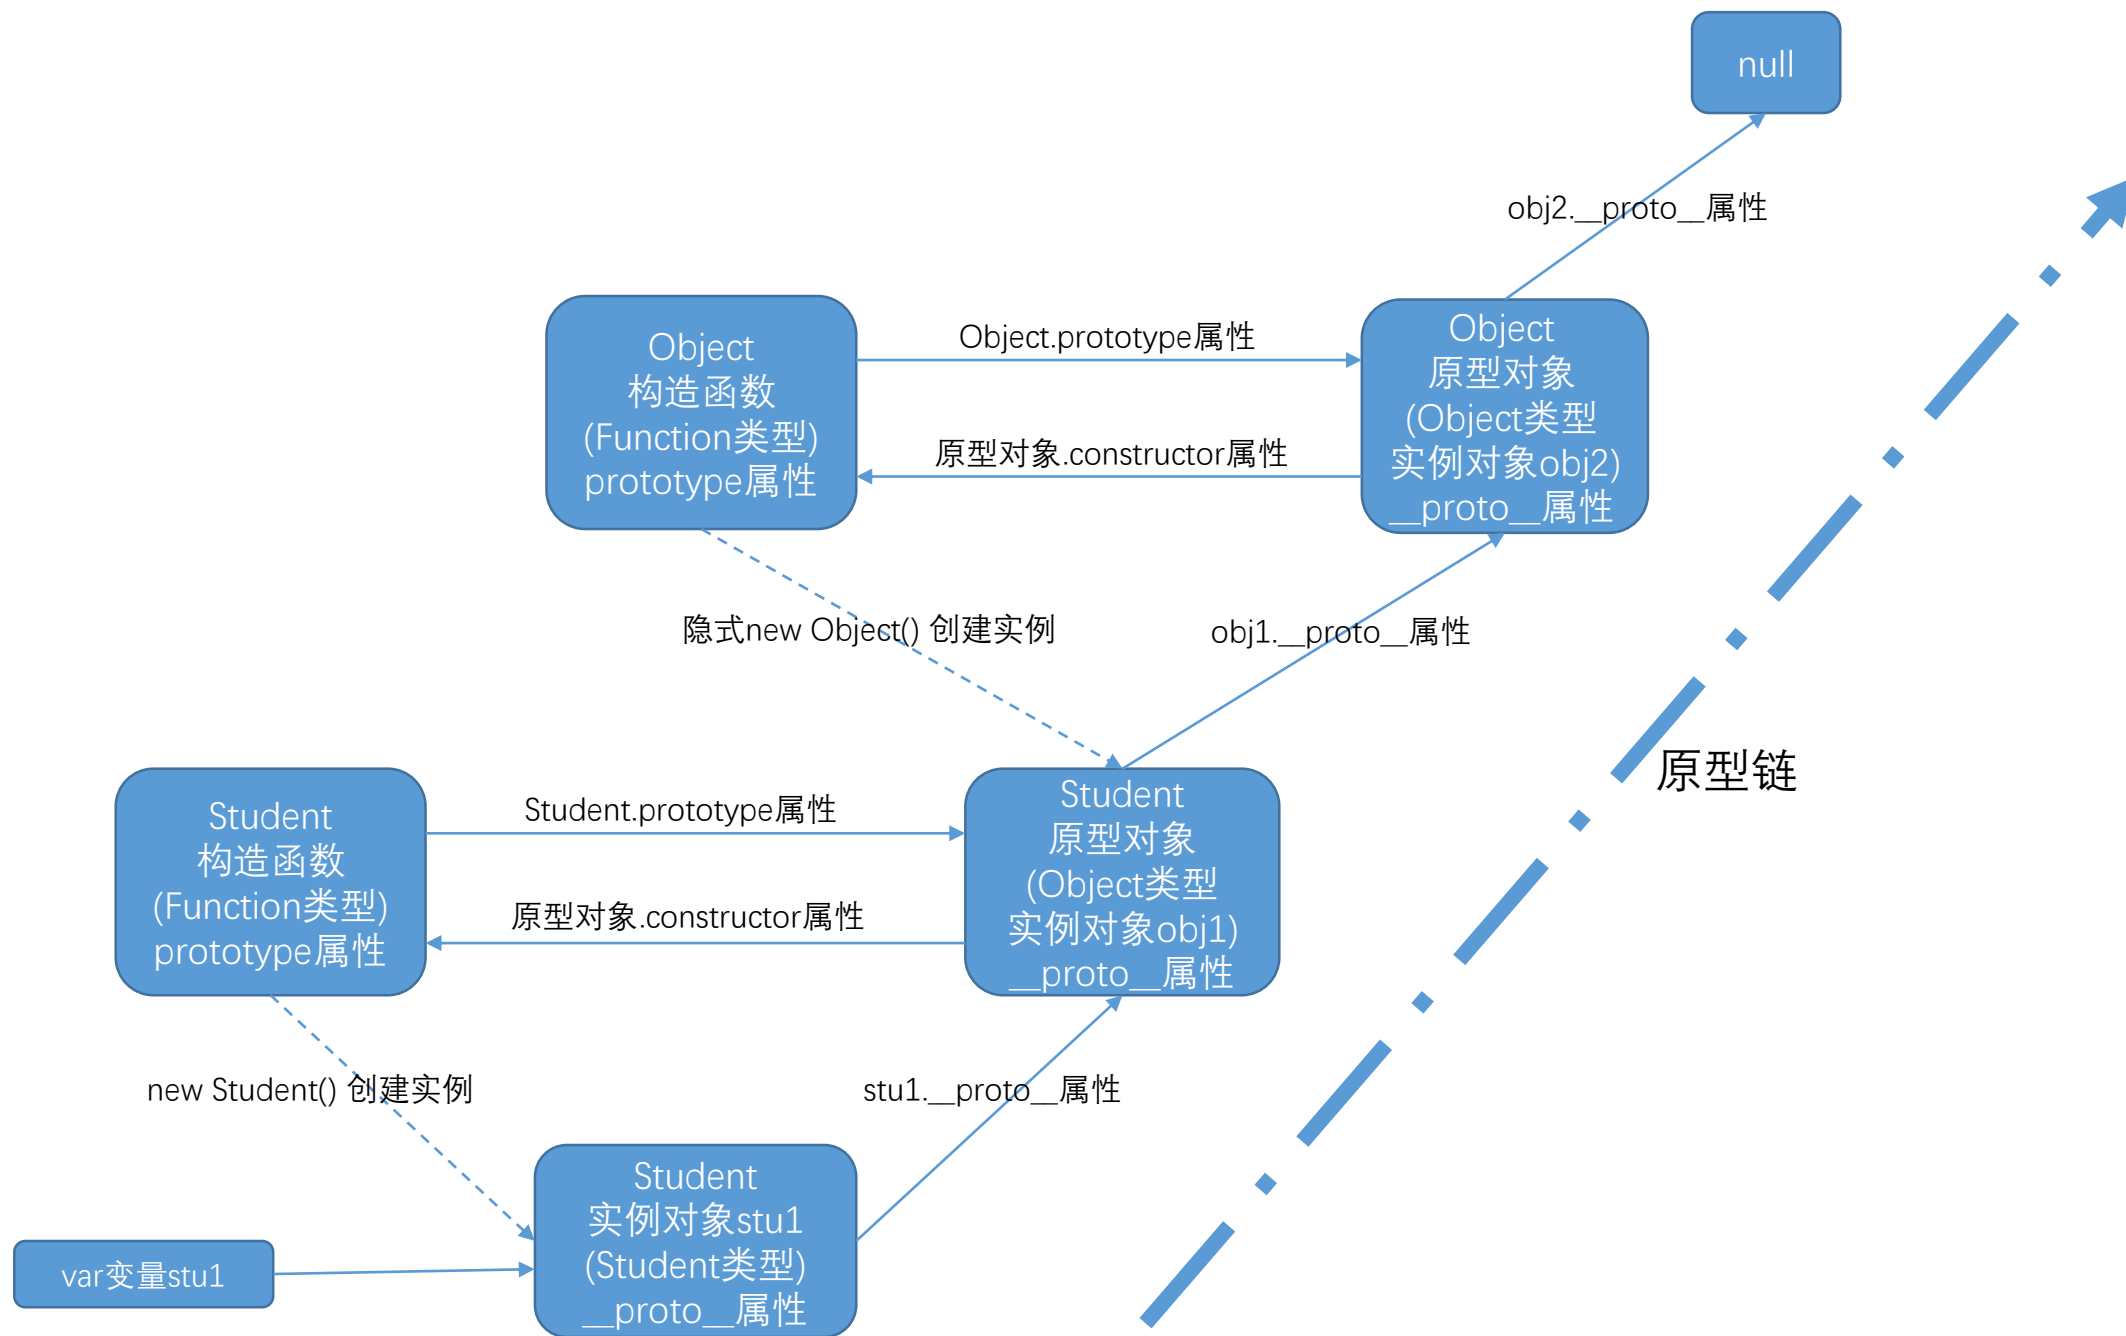 null
obj2.__proto__属性
Object
构造函数
(Function类型)
prototype属性
Object.prototype属性
原型对象.constructor属性
Object
原型对象
(Object类型
实例对象obj2)
__proto__属性
隐式new Object() 创建实例
obj1.__proto__属性
原型链
Student
构造函数
(Function类型)
prototype属性
Student.prototype属性
原型对象.constructor属性
Student
原型对象
(Object类型
实例对象obj1)
__proto__属性
new Student() 创建实例
stu1.__proto__属性
var变量stu1
Student
实例对象stu1
(Student类型)
__proto__属性